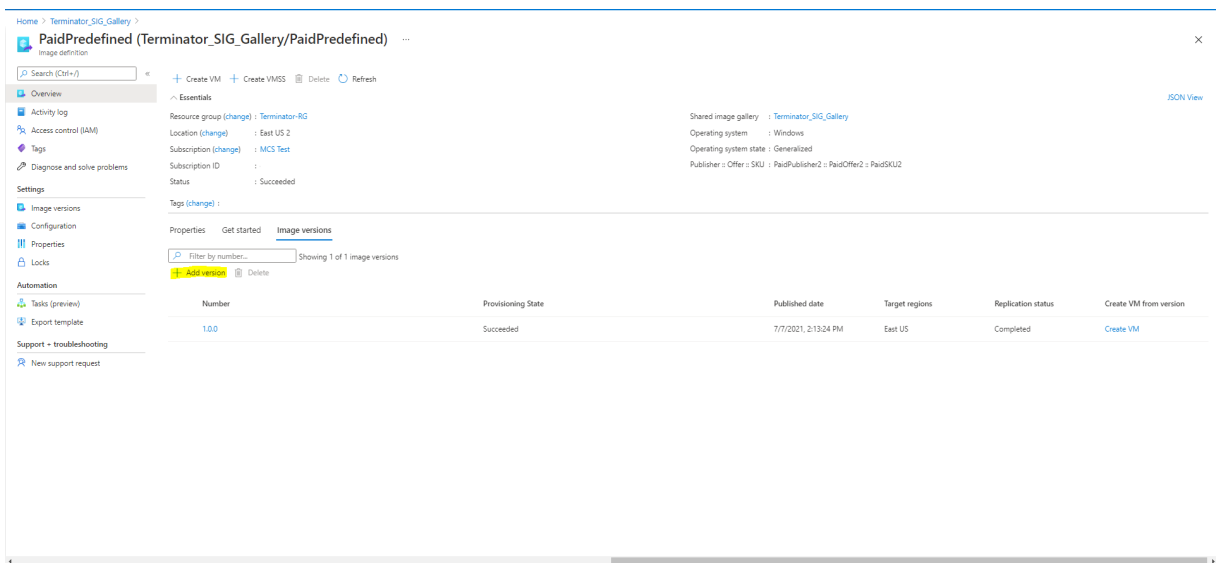 Home > Terminator_SIG_Gallery >
PaidPredefined (Terminator_SIG_Gallery/PaidPredefined) ...
Image definition
Search (Ctrl+/) «
Overview
Activity log
Access control (IAM)
Tags
Diagnose and solve problems
Settings
Image versions
Configuration
Properties
Locks
Automation
Tasks (preview)
Export template
Support + troubleshooting
New support request
Create VM Create VMSS Delete Refresh
Essentials JSON View
Resource group (change) : Terminator-RG
Location (change) : East US 2
Subscription (change) : MCS Test
Subscription ID :
Status : Succeeded
Shared image gallery : Terminator_SIG_Gallery
Operating system : Windows
Operating system state : Generalized
Publisher :: Offer :: SKU : PaidPublisher2 :: PaidOffer2 :: PaidSKU2
Tags (change) :
Properties Get started Image versions
Filter by number... Showing 1 of 1 image versions
Add version Delete
Number Provisioning State Published date Target regions Replication status Create VM from version
1.0.0 Succeeded 7/7/2021, 2:13:24 PM East US Completed Create VM